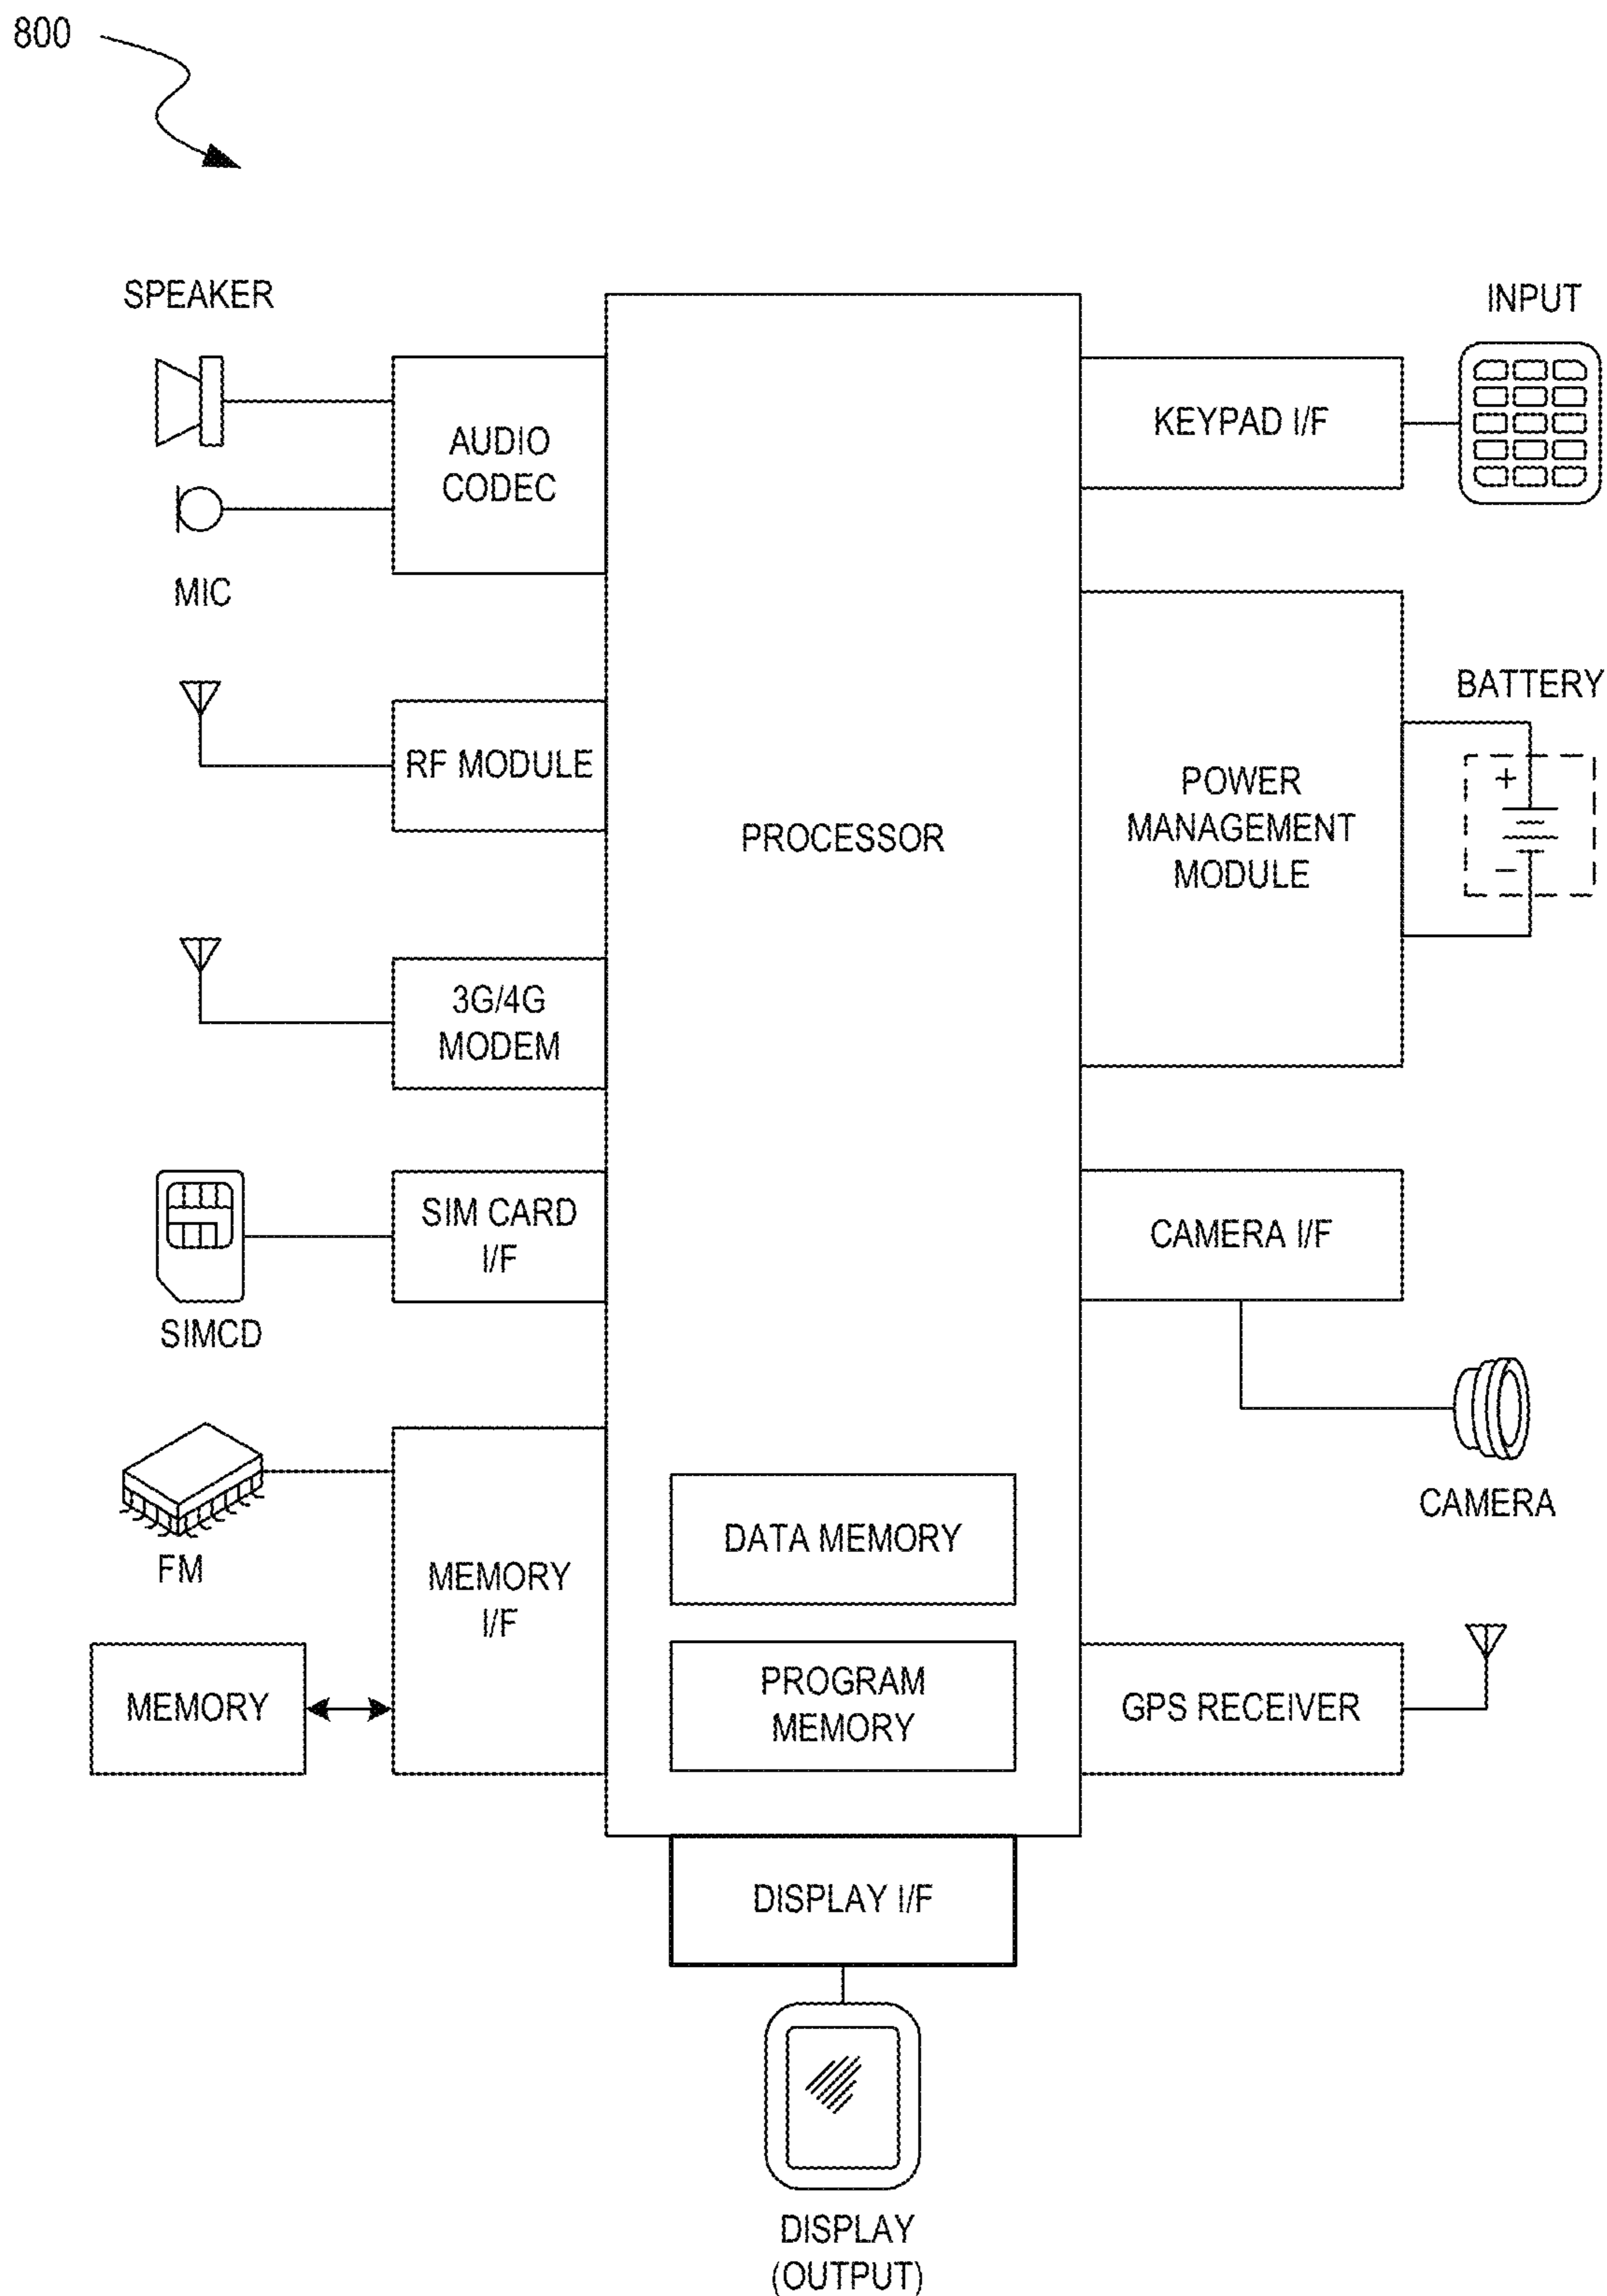 800
SPEAKER
INPUT
AUDIO
CODEC
KEYPAD I/F
MIC
BATTERY
RF MODULE
POWER
MANAGEMENT
MODULE
+
−
PROCESSOR
3G/4G
MODEM
SIM CARD
I/F
SIMCD
CAMERA I/F
CAMERA
FM
MEMORY
I/F
DATA MEMORY
MEMORY
PROGRAM
MEMORY
GPS RECEIVER
DISPLAY I/F
DISPLAY
(OUTPUT)